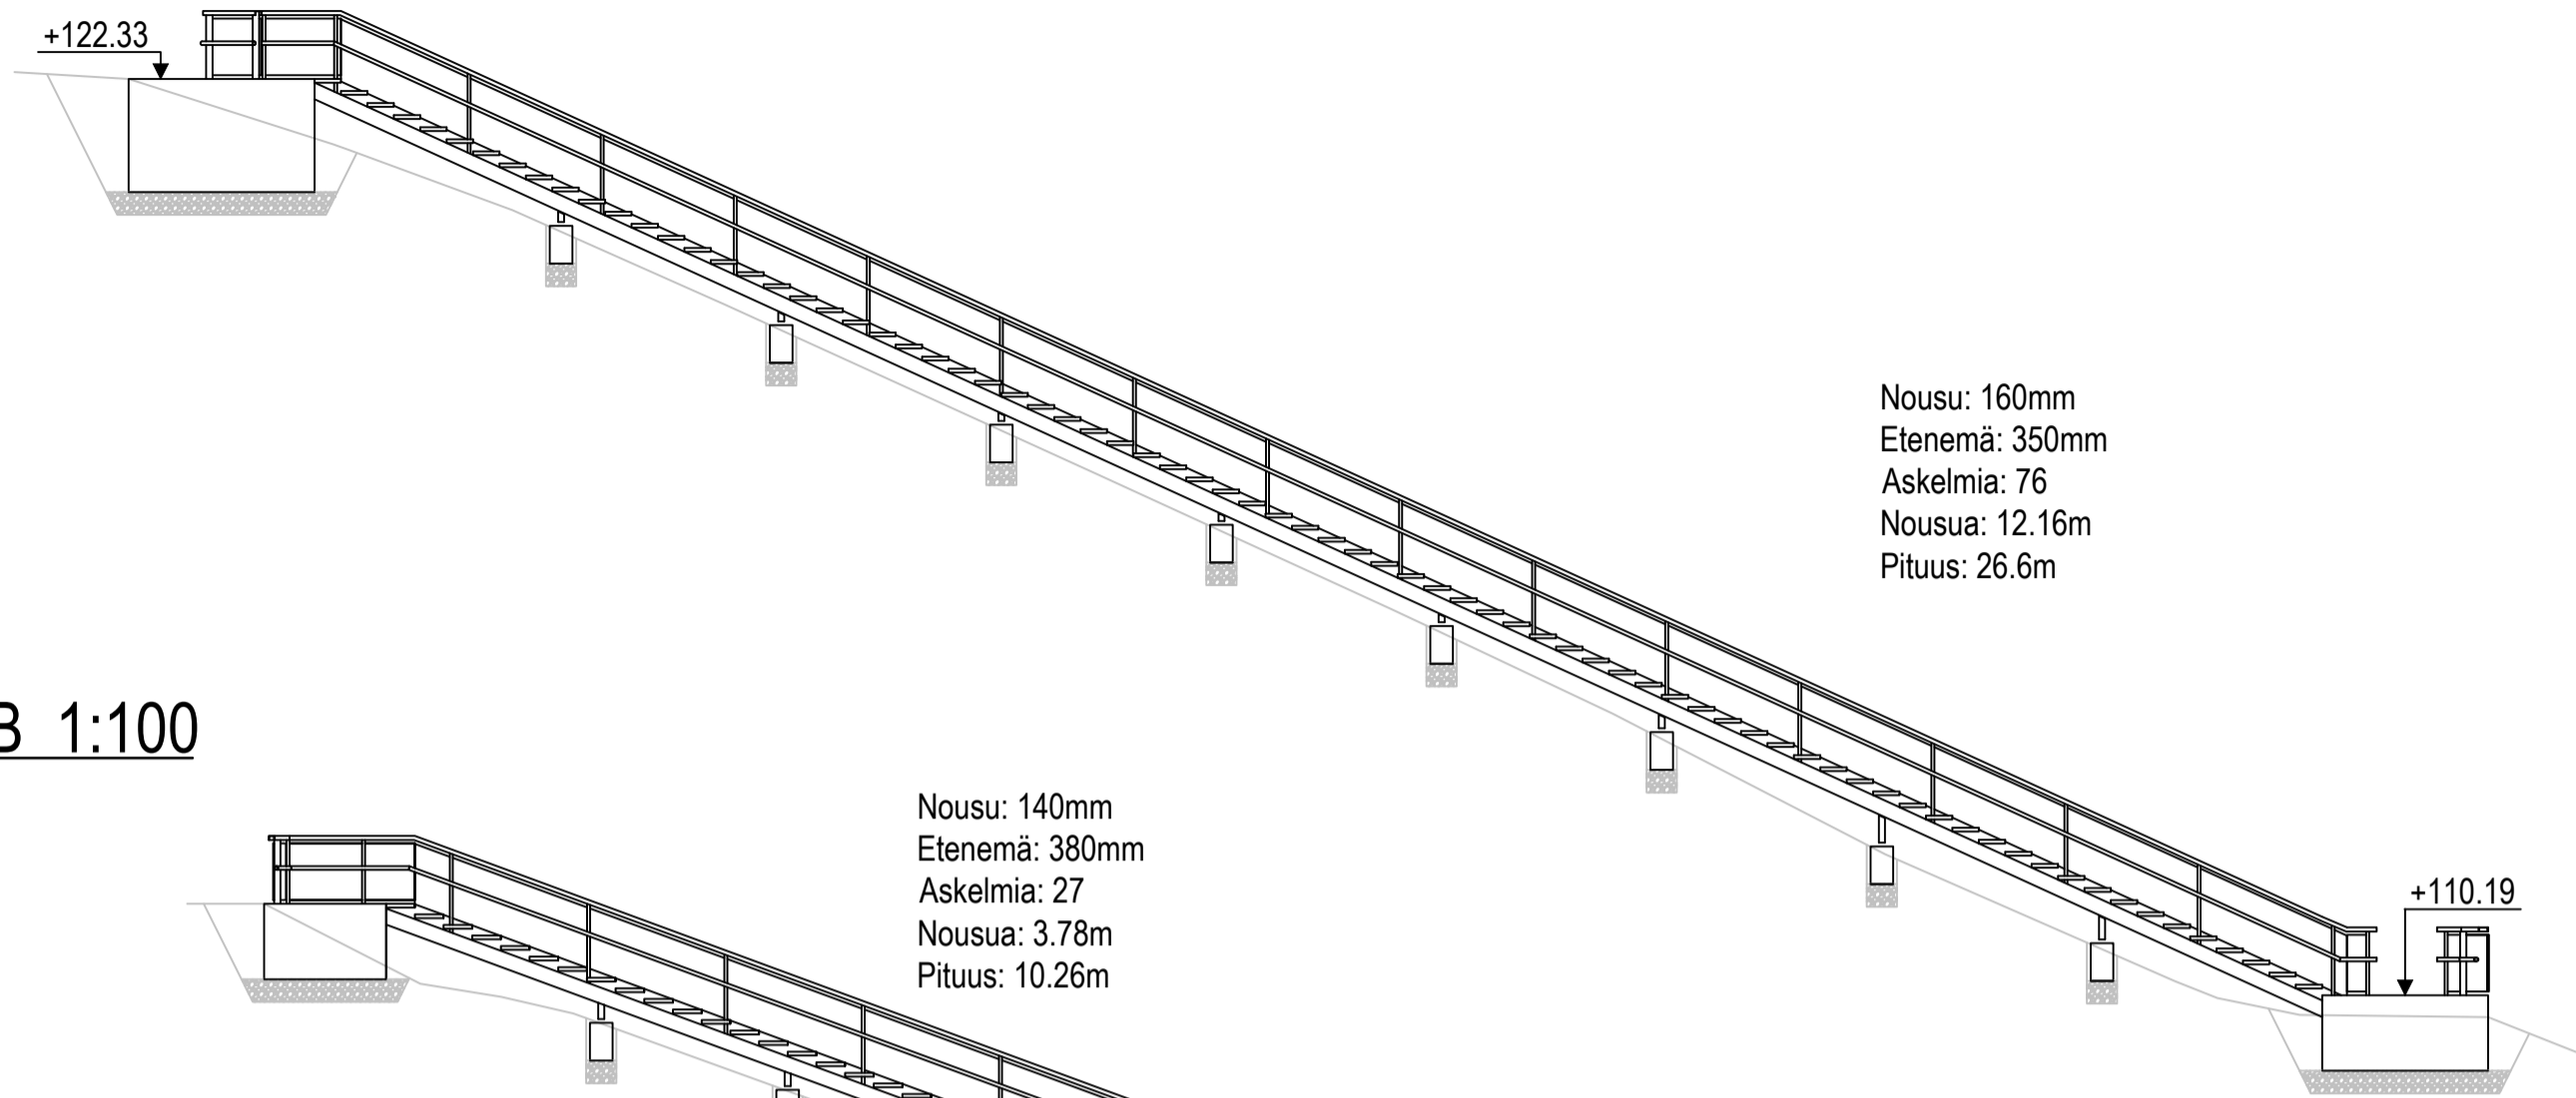 +122.33
Nousu: 160mm
Etenemä: 350mm
Askelmia: 76
Nousua: 12.16m
Pituus: 26.6m
B 1:100
Nousu: 140mm
Etenemä: 380mm
Askelmia: 27
Nousua: 3.78m
Pituus: 10.26m
+110.19